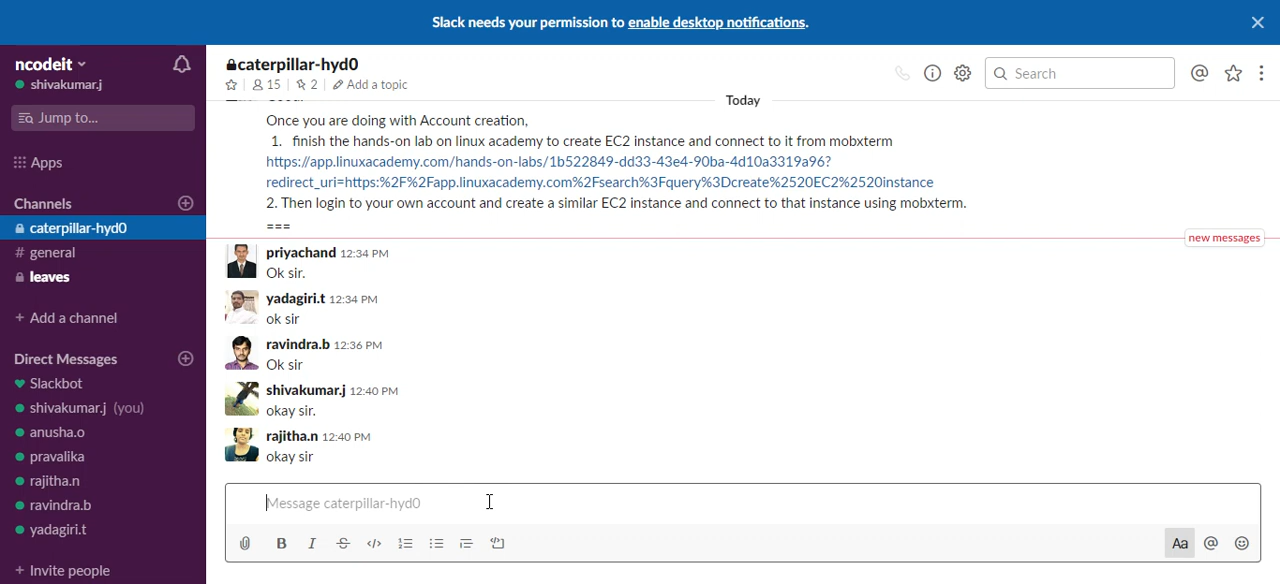 Slack needs your permission to enable desktop notifications.
ncodeit
shivakumar.j
Jump to...
Apps
Channels
caterpillar-hyd0
# general
leaves
+ Add a channel
Direct Messages
Slackbot
shivakumar.j (you)
anusha.o
pravalika
rajitha.n
ravindra.b
yadagiri.t
+ Invite people
caterpillar-hyd0
15 | 2 | Add a topic
Search
Today
Once you are doing with Account creation,
1. finish the hands-on lab on linux academy to create EC2 instance and connect to it from mobxterm
https://app.linuxacademy.com/hands-on-labs/1b522849-dd33-43e4-90ba-4d10a3319a96?
redirect_uri=https:%2F%2Fapp.linuxacademy.com%2Fsearch%3Fquery%3Dcreate%2520EC2%2520instance
2. Then login to your own account and create a similar EC2 instance and connect to that instance using mobxterm.
===
new messages
priyachand 12:34 PM
Ok sir.
yadagiri.t 12:34 PM
ok sir
ravindra.b 12:36 PM
Ok sir
shivakumar.j 12:40 PM
okay sir.
rajitha.n 12:40 PM
okay sir
Message caterpillar-hyd0
B I S </> Aa @